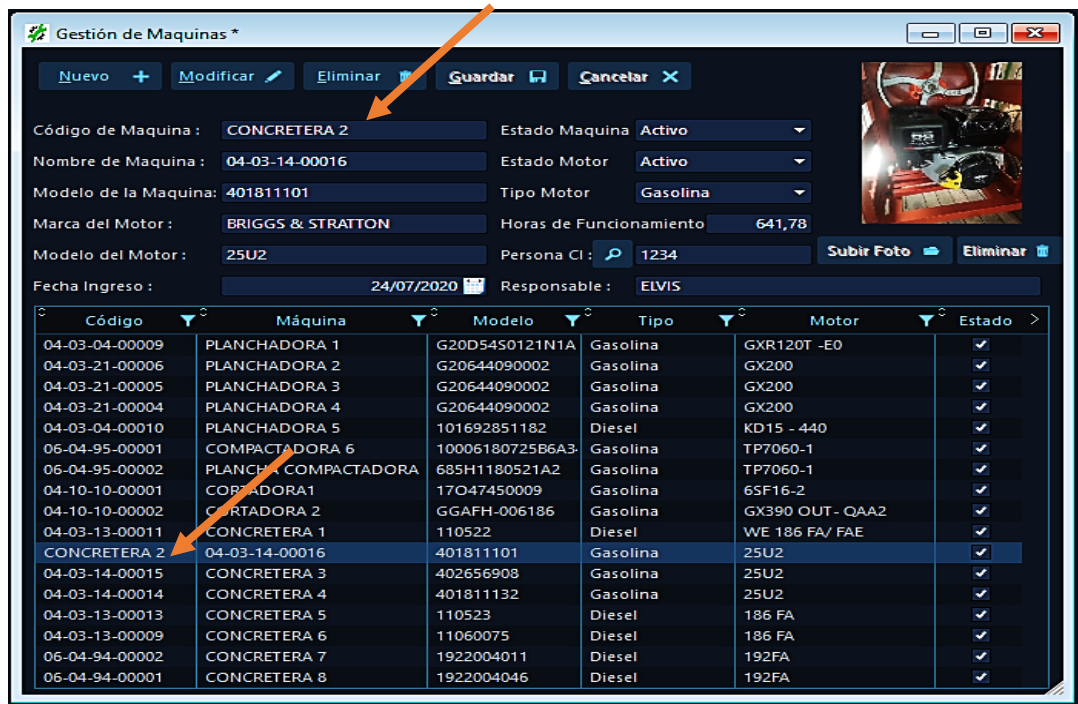 Gestión de Maquinas *
Nuevo + Modificar Eliminar Guardar Cancelar X
Código de Maquina : CONCRETERA 2 Estado Maquina Activo
Nombre de Maquina : 04-03-14-00016 Estado Motor Activo
Modelo de la Maquina: 401811101 Tipo Motor Gasolina
Marca del Motor : BRIGGS & STRATTON Horas de Funcionamiento 641,78
Modelo del Motor : 25U2 Persona CI : 1234 Subir Foto Eliminar
Fecha Ingreso : 24/07/2020 Responsable : ELVIS
Código Máquina Modelo Tipo Motor Estado >
04-03-04-00009 PLANCHADORA 1 G20D54S0121N1A Gasolina GXR120T -E0
04-03-21-00006 PLANCHADORA 2 G20644090002 Gasolina GX200
04-03-21-00005 PLANCHADORA 3 G20644090002 Gasolina GX200
04-03-21-00004 PLANCHADORA 4 G20644090002 Gasolina GX200
04-03-04-00010 PLANCHADORA 5 101692851182 Diesel KD15 - 440
06-04-95-00001 COMPACTADORA 6 10006180725B6A3- Gasolina TP7060-1
06-04-95-00002 PLANCHA COMPACTADORA 685H1180521A2 Gasolina TP7060-1
04-10-10-00001 CORTADORA1 17O47450009 Gasolina 6SF16-2
04-10-10-00002 CORTADORA 2 GGAFH-006186 Gasolina GX390 OUT- QAA2
04-03-13-00011 CONCRETERA 1 110522 Diesel WE 186 FA/ FAE
CONCRETERA 2 04-03-14-00016 401811101 Gasolina 25U2
04-03-14-00015 CONCRETERA 3 402656908 Gasolina 25U2
04-03-14-00014 CONCRETERA 4 401811132 Gasolina 25U2
04-03-13-00013 CONCRETERA 5 110523 Diesel 186 FA
04-03-13-00009 CONCRETERA 6 11060075 Diesel 186 FA
06-04-94-00002 CONCRETERA 7 1922004011 Diesel 192FA
06-04-94-00001 CONCRETERA 8 1922004046 Diesel 192FA